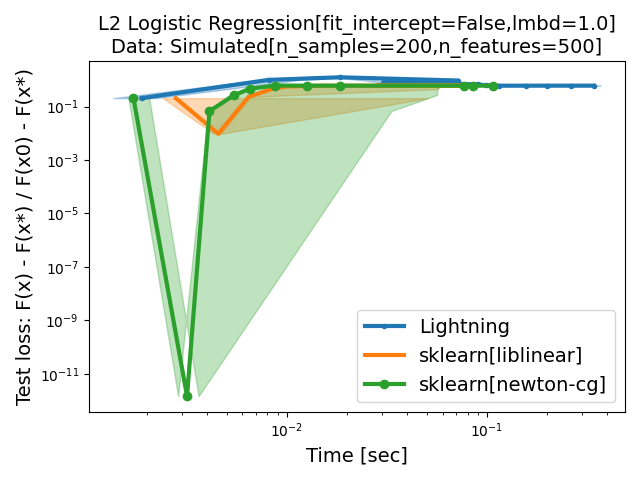 L2 Logistic Regression[fit_intercept=False,lmbd=1.0]
Data: Simulated[n_samples=200,n_features=500]
Test loss: F(x) - F(x*) / F(x0) - F(x*)
10⁻¹
10⁻³
10⁻⁵
10⁻⁷
10⁻⁹
10⁻¹¹
Lightning
sklearn[liblinear]
sklearn[newton-cg]
10⁻² 10⁻¹
Time [sec]